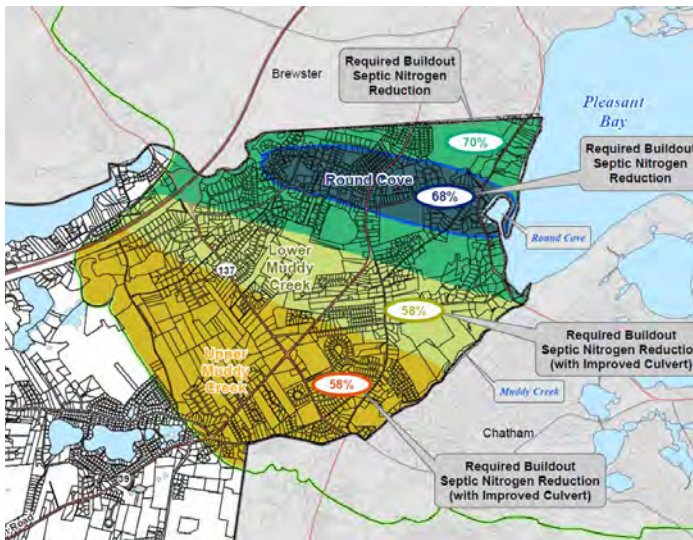 Brewster
Required Buildout
Septic Nitrogen
Reduction
Pleasant
Bay
70%
Required Buildout
Septic Nitrogen
Reduction
Round Cove
68%
Round Cove
Lower
Muddy
Creek
137
58%
Required Buildout
Septic Nitrogen Reduction
(with Improved Culvert)
Upper
Muddy
Creek
58%
Muddy Creek
Chatham
Required Buildout
Septic Nitrogen Reduction
(with Improved Culvert)
39
Road